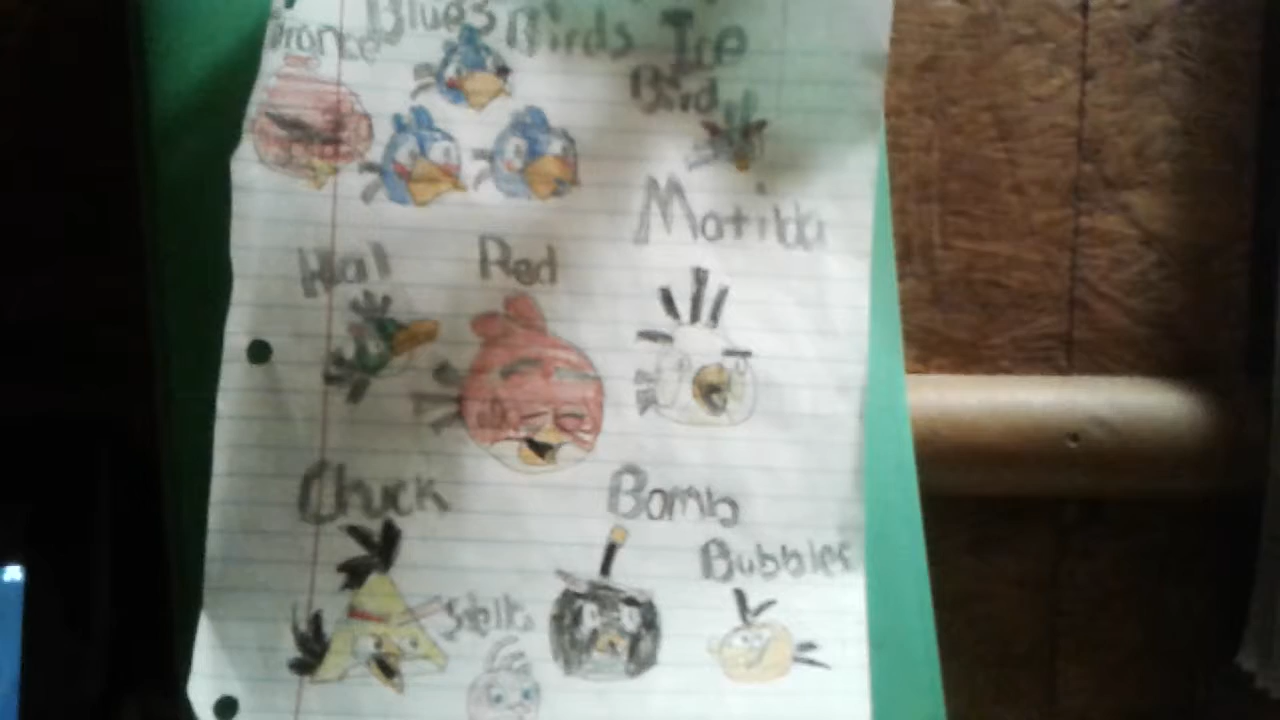 Blues Birds Ice
Bird
Matilda
Hal Red
Chuck Bomb
Bubbles
Stella